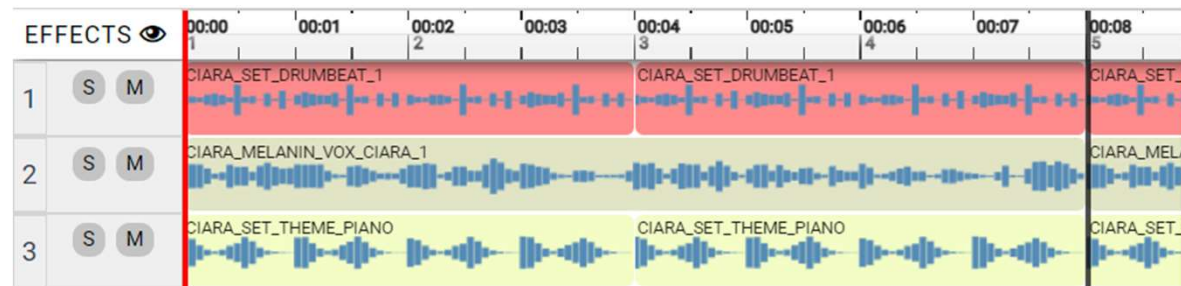 EFFECTS 00:00 00:01 00:02 00:03 00:04 00:05 00:06 00:07 00:08
1 2 3 4 5
1 S M CIARA_SET_DRUMBEAT_1 CIARA_SET_DRUMBEAT_1 CIARA_SET_
2 S M CIARA_MELANIN_VOX_CIARA_1 CIARA_MEL
3 S M CIARA_SET_THEME_PIANO CIARA_SET_THEME_PIANO CIARA_SET_